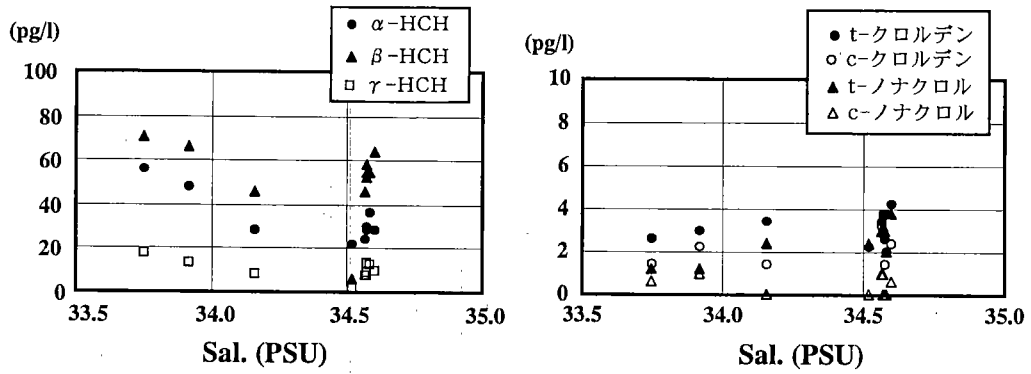 (pg/l)
● α-HCH
▲ β-HCH
□ γ-HCH
100
80
60
40
20
0
33.5 34.0 34.5 35.0
Sal. (PSU)
(pg/l)
● t-クロルデン
○ c-クロルデン
▲ t-ノナクロル
△ c-ノナクロル
10
8
6
4
2
0
33.5 34.0 34.5 35.0
Sal. (PSU)